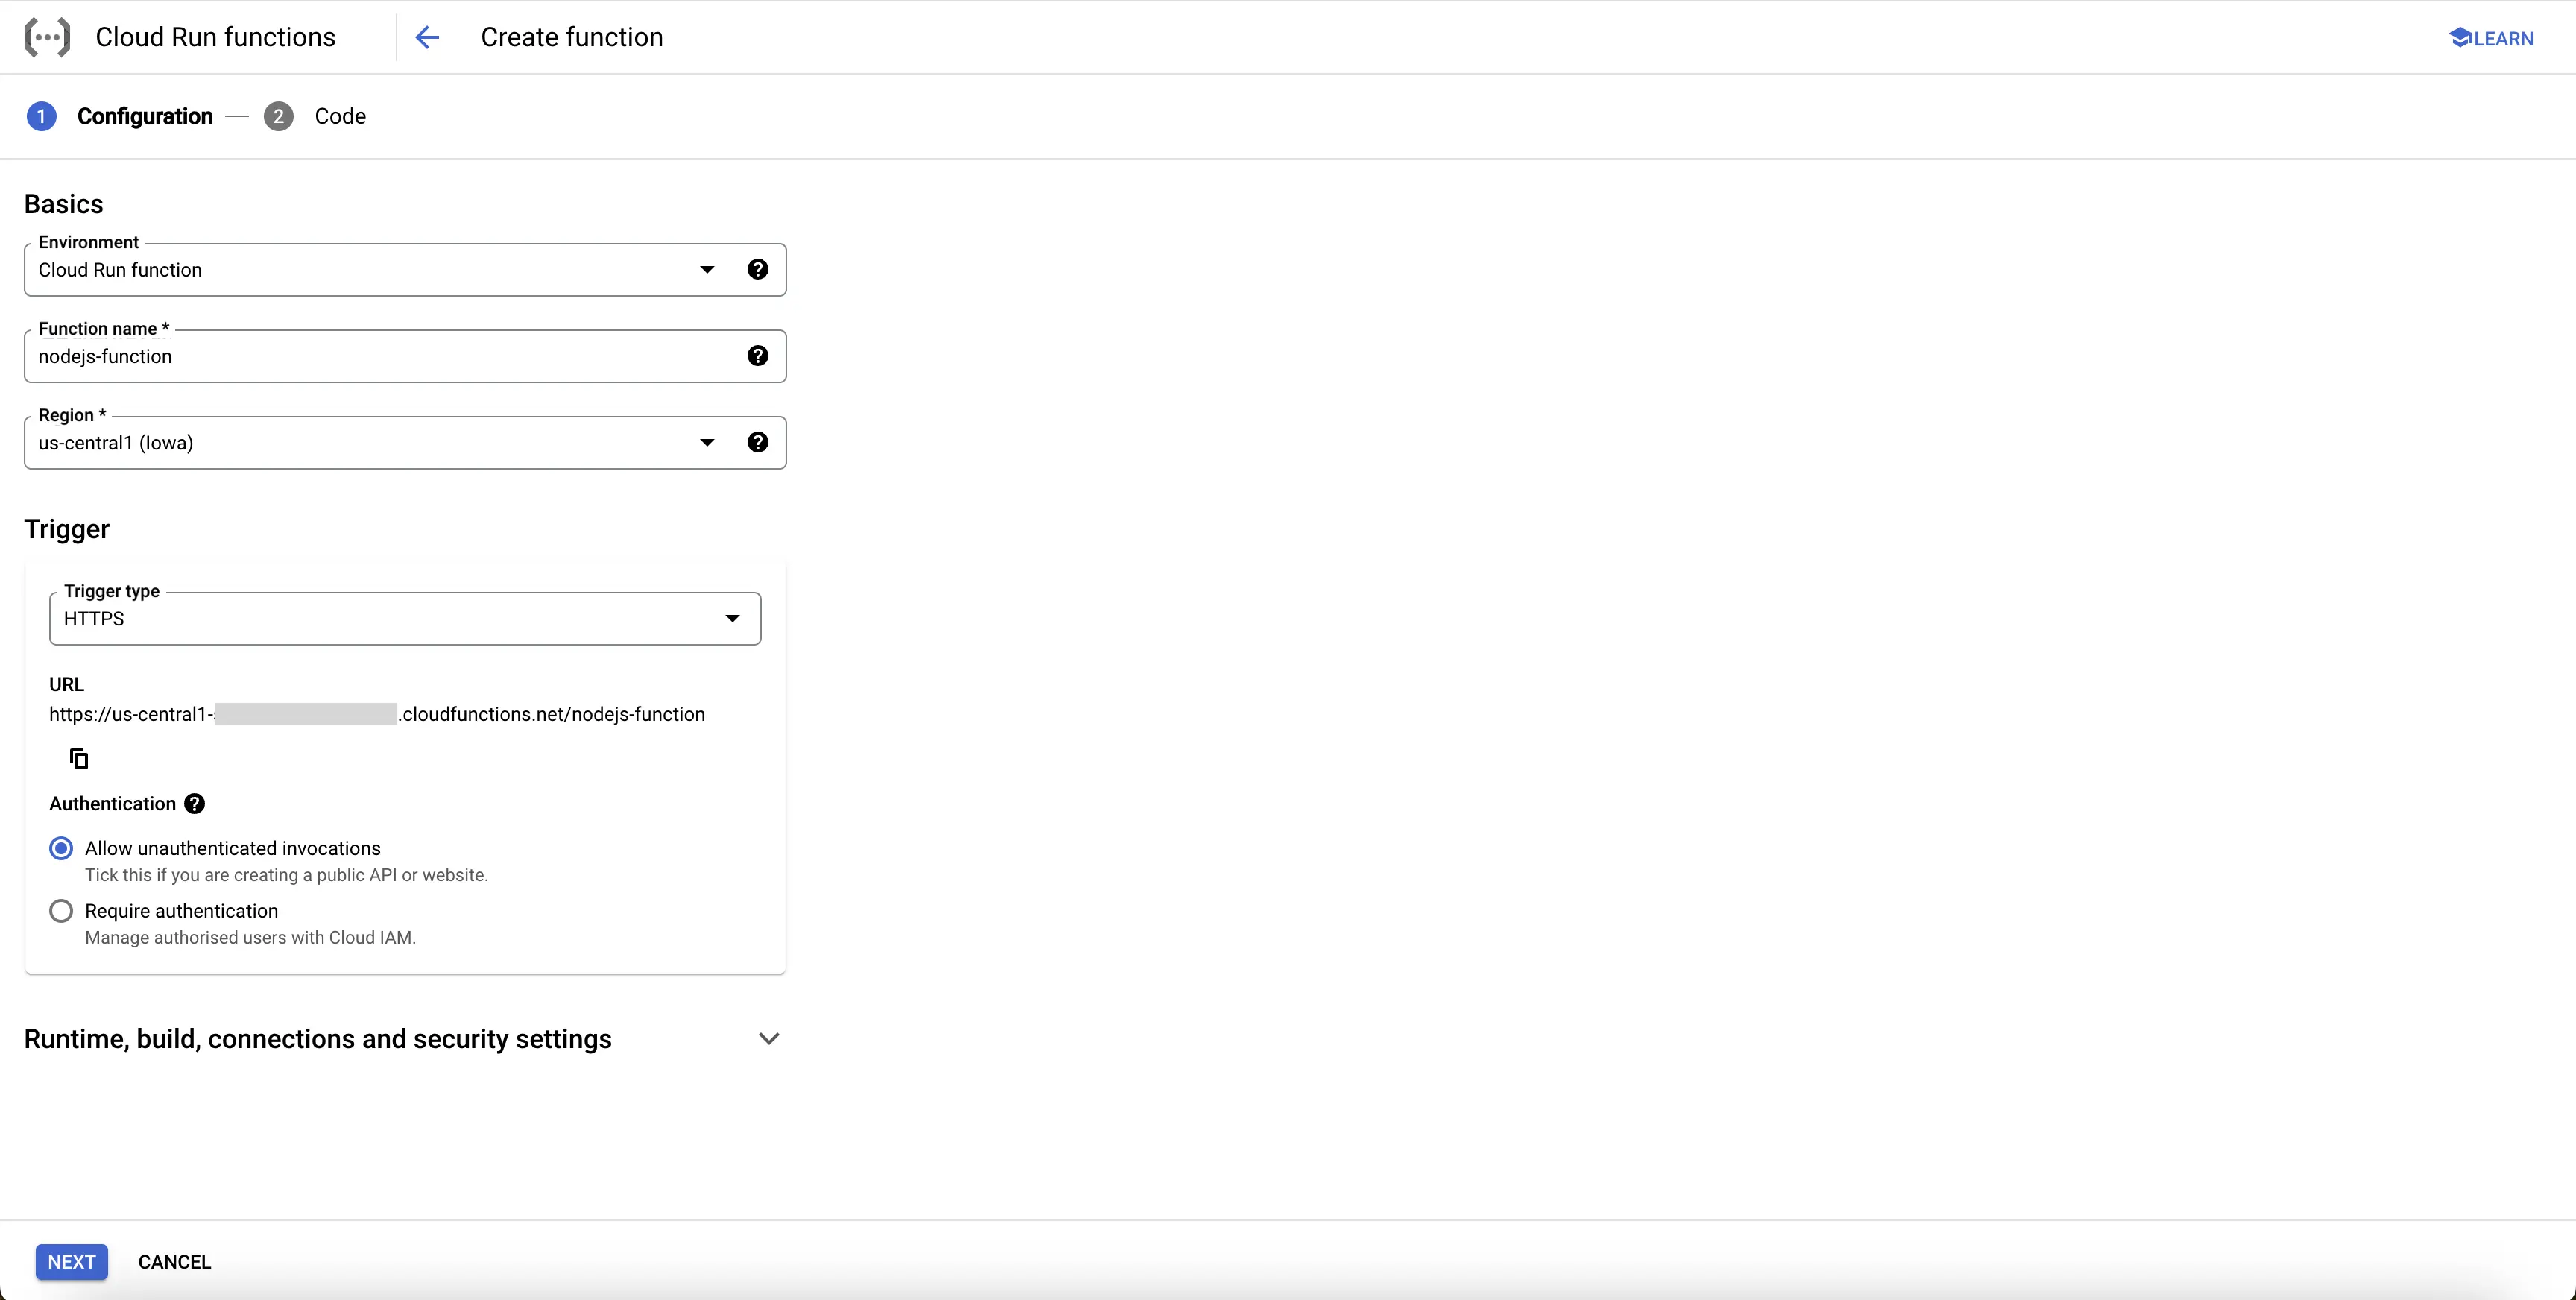 Cloud Run functions
Create function
LEARN
1 Configuration — 2 Code
Basics
Environment
Cloud Run function
Function name *
nodejs-function
Region *
us-central1 (Iowa)
Trigger
Trigger type
HTTPS
URL
https://us-central1- .cloudfunctions.net/nodejs-function
Authentication
Allow unauthenticated invocations
Tick this if you are creating a public API or website.
Require authentication
Manage authorised users with Cloud IAM.
Runtime, build, connections and security settings
NEXT
CANCEL